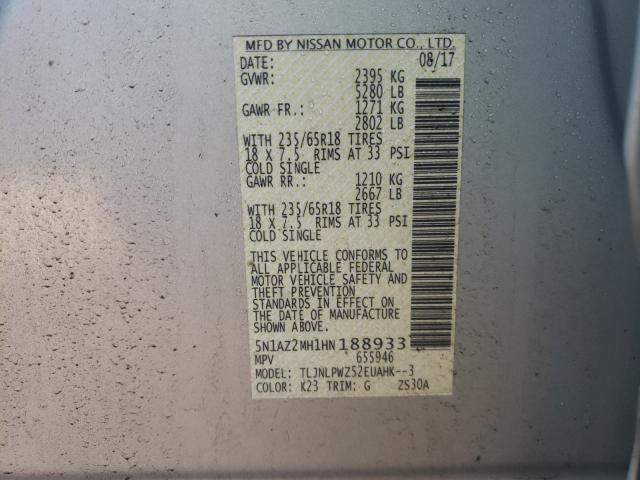 MFD BY NISSAN MOTOR CO., LTD.
DATE: 08/17
GVWR: 2395 KG
5280 LB
GAWR FR.: 1271 KG
2802 LB
WITH 235/65R18 TIRES
18 X 7.5 RIMS AT 33 PSI
COLD SINGLE
GAWR RR.: 1210 KG
2667 LB
WITH 235/65R18 TIRES
18 X 7.5 RIMS AT 33 PSI
COLD SINGLE
THIS VEHICLE CONFORMS TO
ALL APPLICABLE FEDERAL
MOTOR VEHICLE SAFETY AND
THEFT PREVENTION
STANDARDS IN EFFECT ON
THE DATE OF MANUFACTURE
SHOWN ABOVE.
5N1AZ2MH1HN188933
MPV 655946
MODEL: TLJNLPWZ52EUAHK--3
COLOR: K23 TRIM: G ZS30A